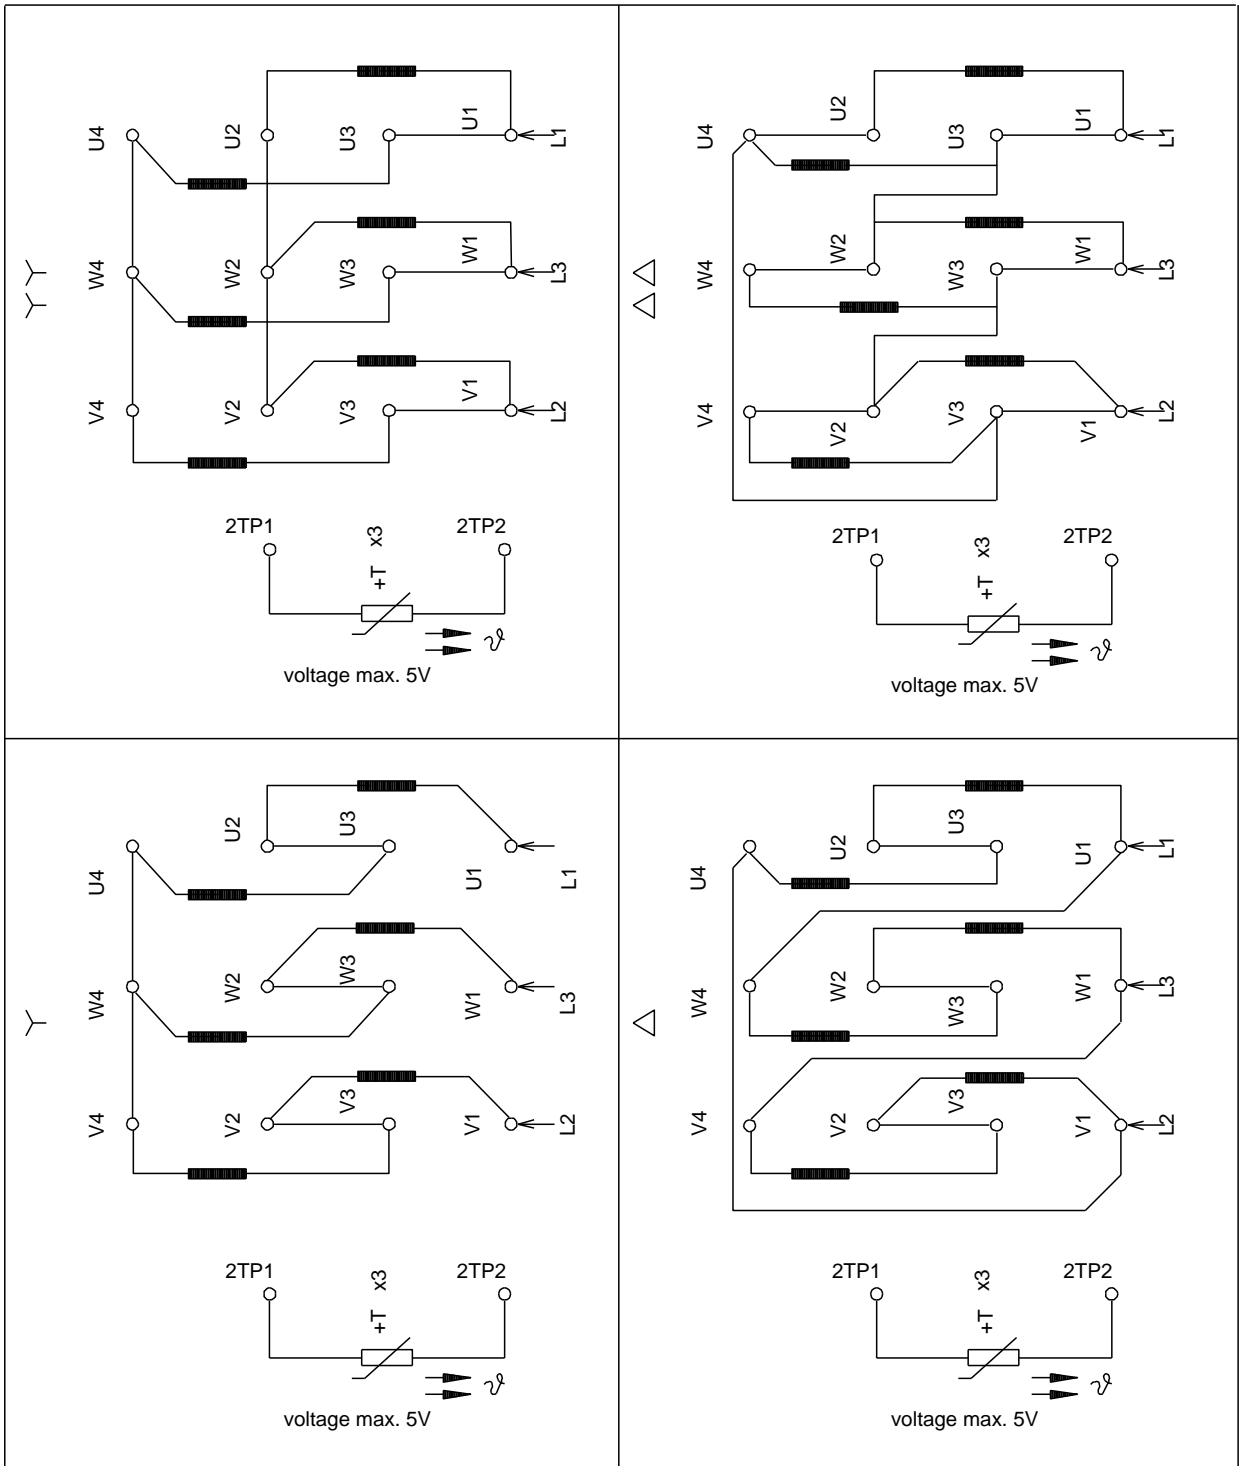 U4
U2
U3
U1
L1
W4
W2
W3
W1
L3
V4
V2
V3
V1
L2
2TP1
x3
2TP2
+T
ϑ
voltage max. 5V
U4
U2
U3
U1
L1
W4
W2
W3
W1
L3
V4
V2
V3
V1
L2
2TP1
x3
2TP2
+T
ϑ
voltage max. 5V
U4
U2
U3
U1
L1
W4
W2
W3
W1
L3
V4
V2
V3
V1
L2
2TP1
x3
2TP2
+T
ϑ
voltage max. 5V
U4
U2
U3
U1
L1
W4
W2
W3
W1
L3
V4
V2
V3
V1
L2
2TP1
x3
2TP2
+T
ϑ
voltage max. 5V